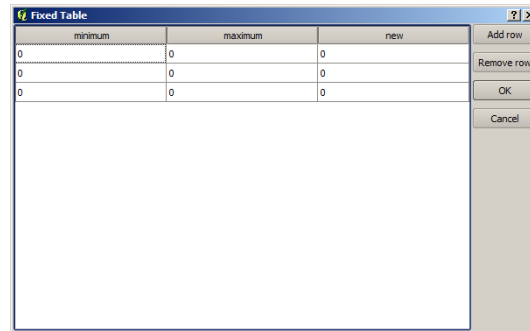 Fixed Table
minimum maximum new Add row
0 0 0
0 0 0 Remove row
0 0 0 OK
Cancel